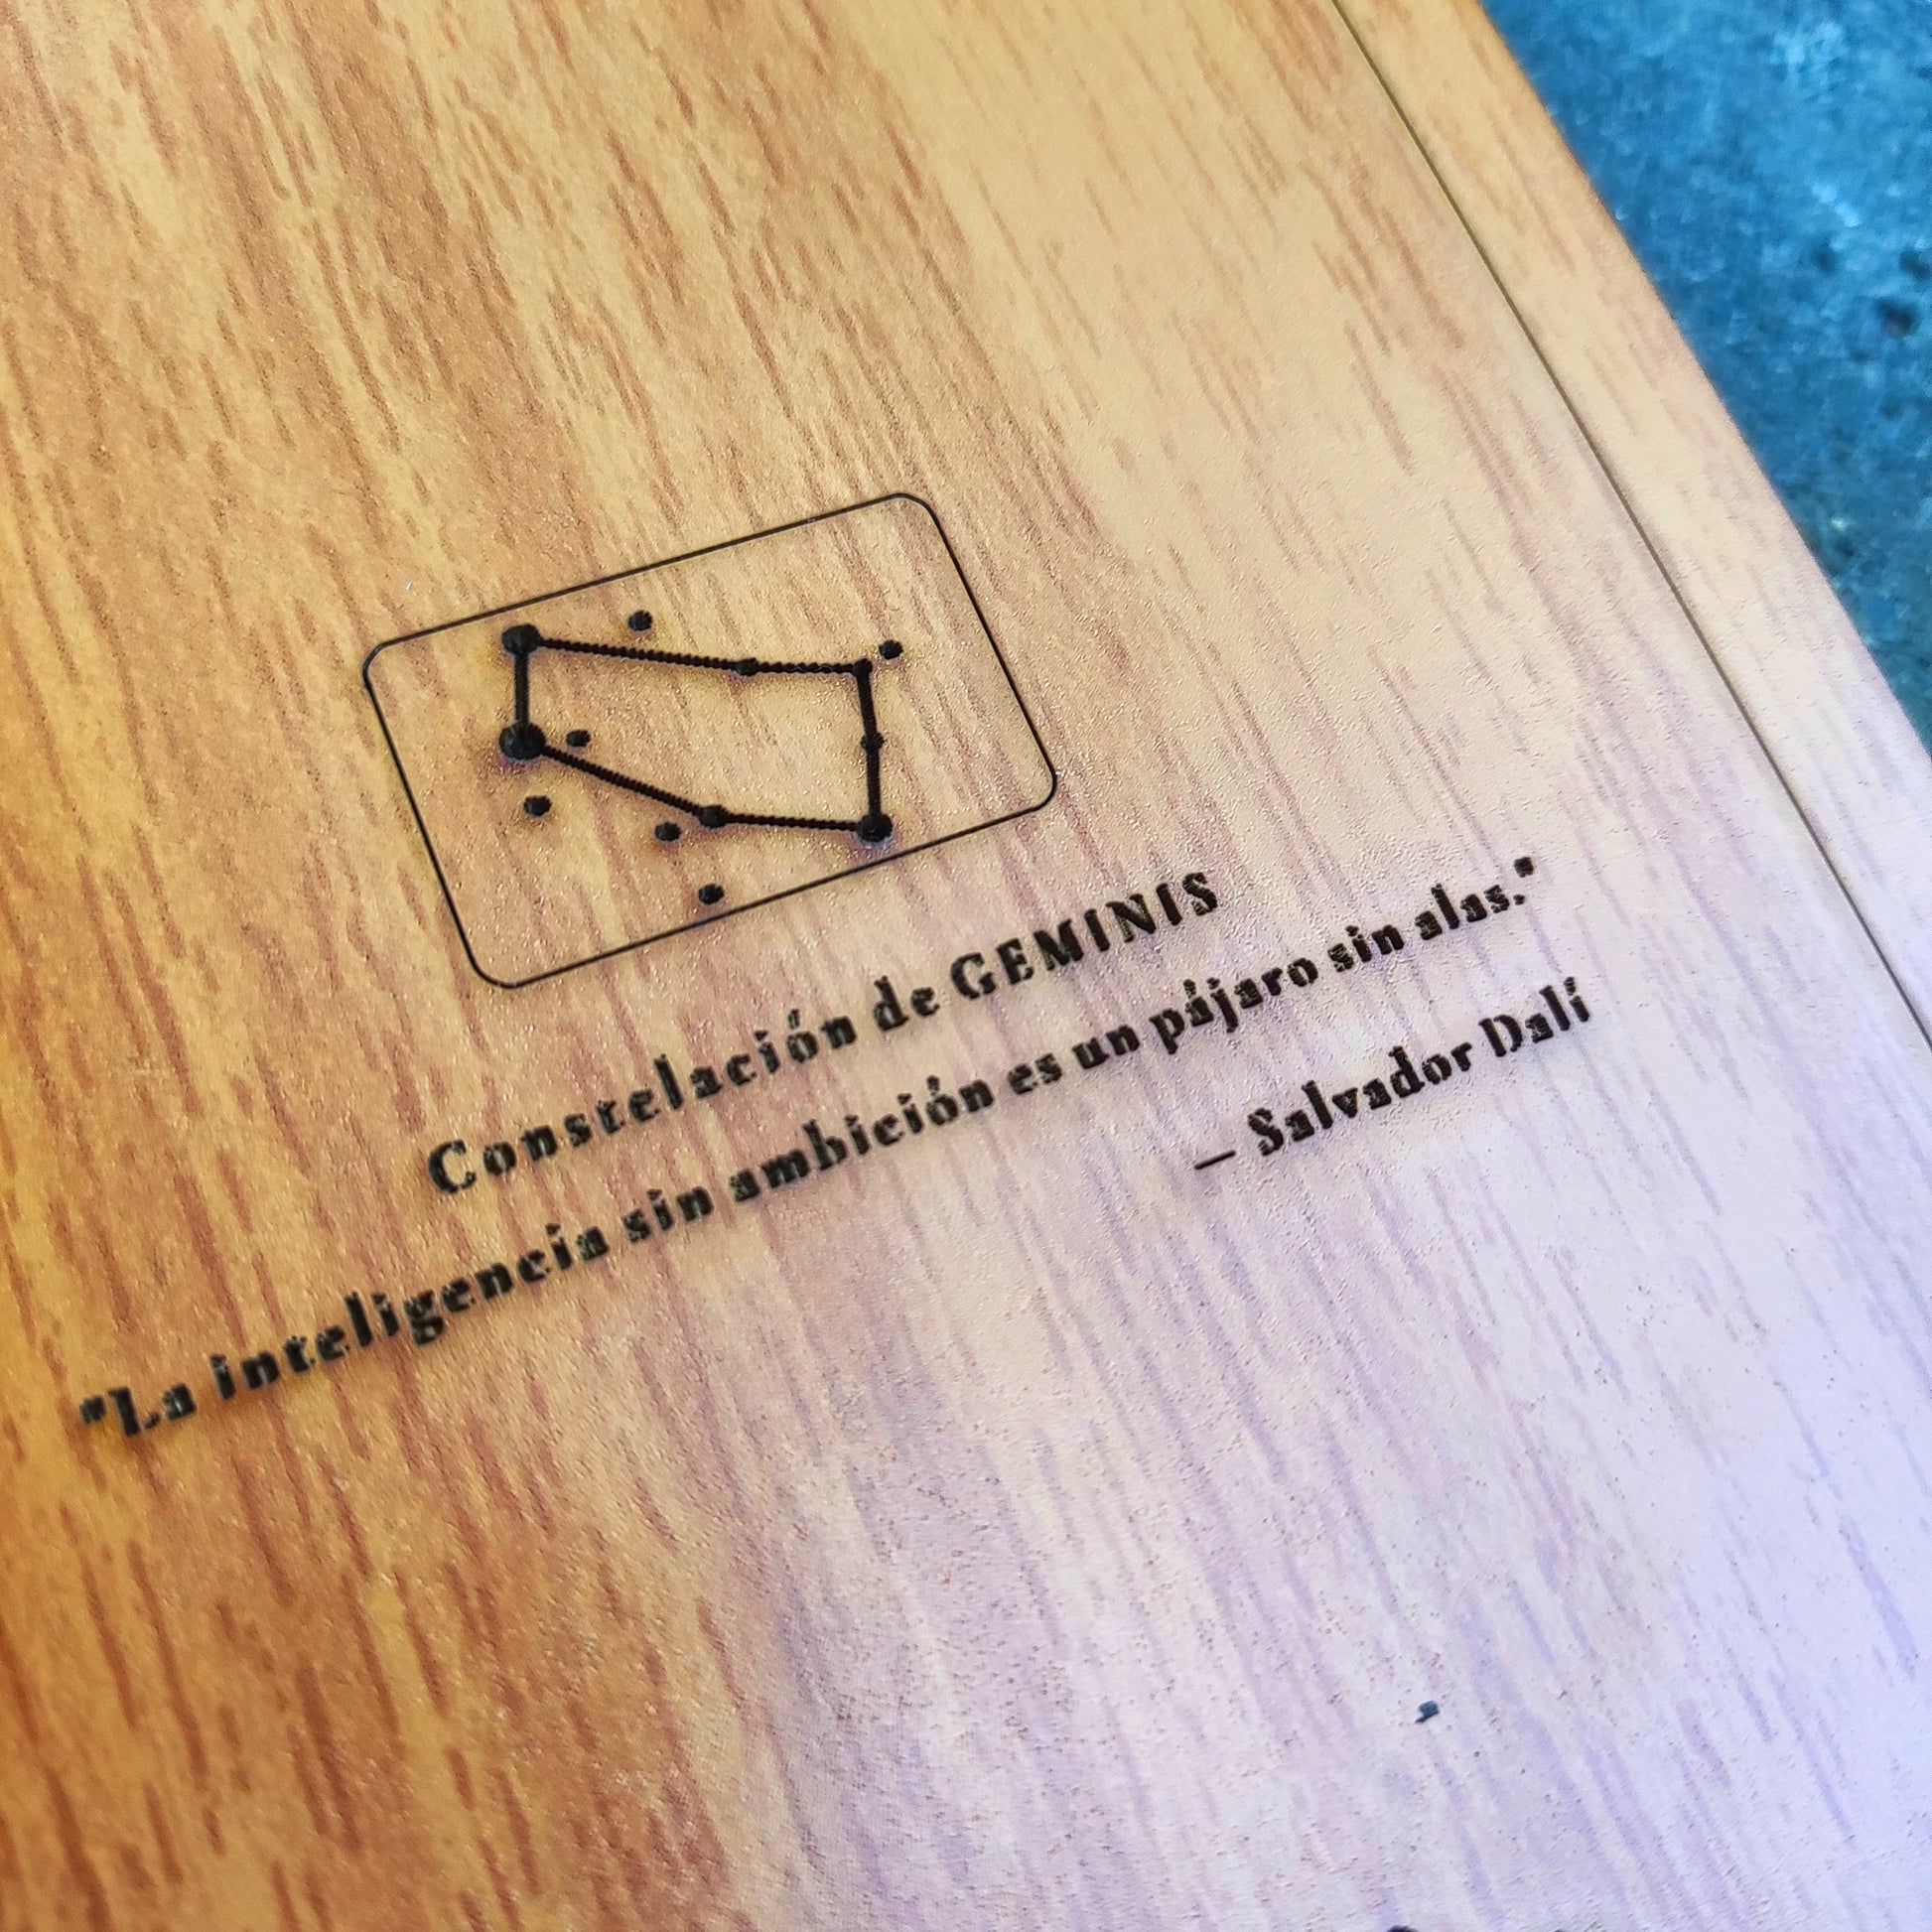 Constelación de GEMINIS
"La inteligencia sin ambición es un pájaro sin alas."
— Salvador Dalí